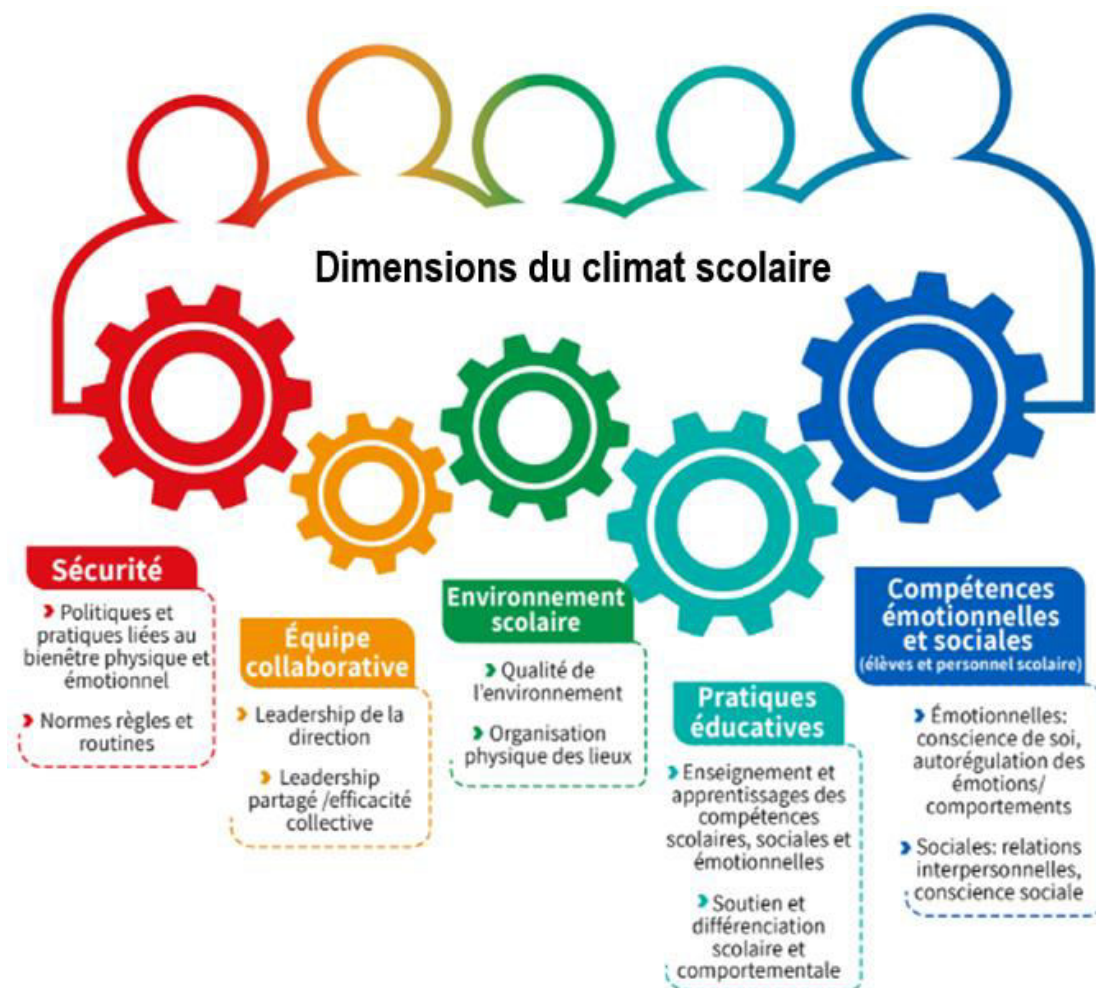 Dimensions du climat scolaire
Sécurité
Politiques et
pratiques liées au
bienêtre physique et
émotionnel
Normes règles et
routines
Équipe
collaborative
Leadership de la
direction
Leadership
partagé /efficacité
collective
Environnement
scolaire
Qualité de
l'environnement
Organisation
physique des lieux
Pratiques
éducatives
Enseignement et
apprentissages des
compétences
scolaires, sociales et
émotionnelles
Soutien et
différenciation
scolaire et
comportementale
Compétences
émotionnelles
et sociales
(élèves et personnel scolaire)
Émotionnelles:
conscience de soi,
autorégulation des
émotions/
comportements
Sociales: relations
interpersonnelles,
conscience sociale